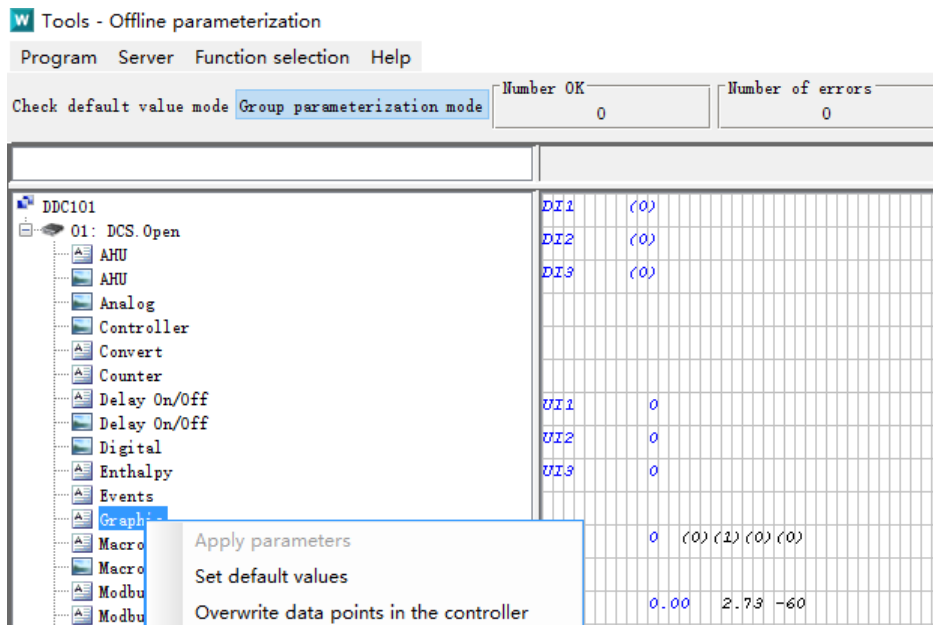 W Tools - Offline parameterization
Program Server Function selection Help
Check default value mode Group parameterization mode
Number OK
0
Number of errors
0
DDC101
01: DCS.Open
AHU
AHU
Analog
Controller
Convert
Counter
Delay On/Off
Delay On/Off
Digital
Enthalpy
Events
Macro
Macro
Modbu
Modbu
Apply parameters
Set default values
Overwrite data points in the controller
DI1 (0)
DI2 (0)
DI3 (0)
UI1 0
UI2 0
UI3 0
0 (0)(1)(0)(0)
0.00 2.73 -60